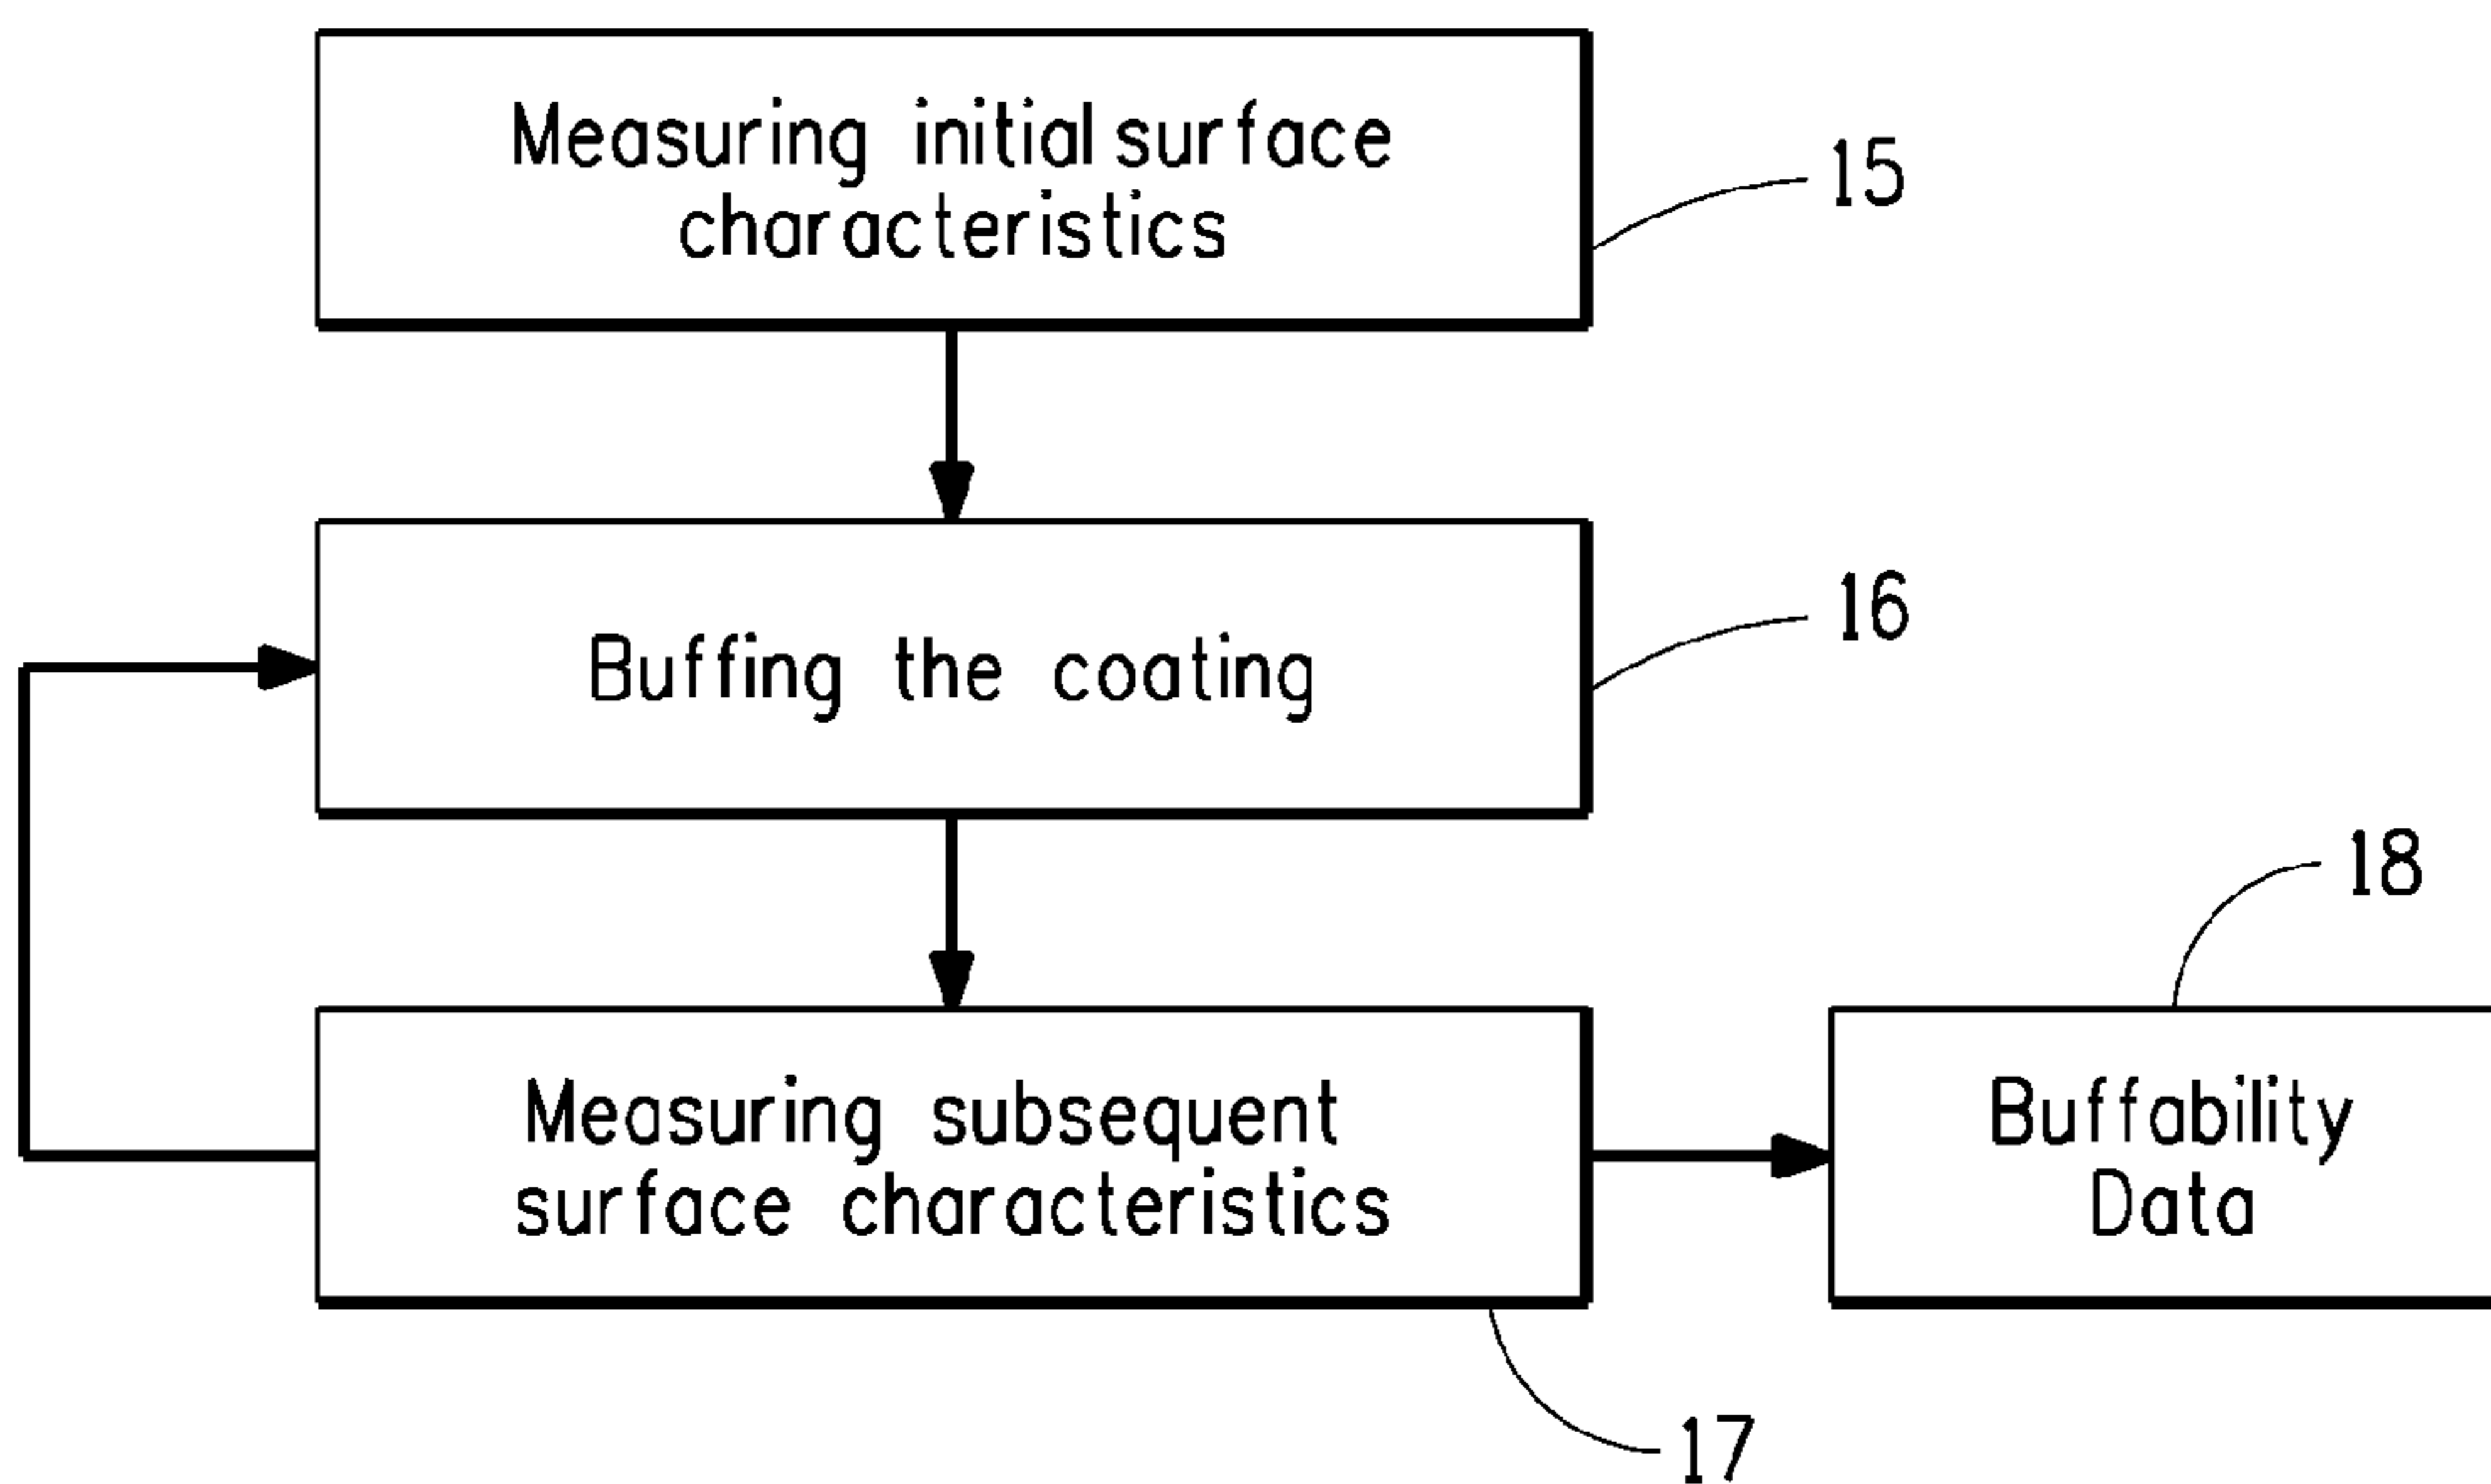 Measuring initial surface
characteristics
15
Buffing the coating
16
18
Measuring subsequent
surface characteristics
Buffability
Data
17